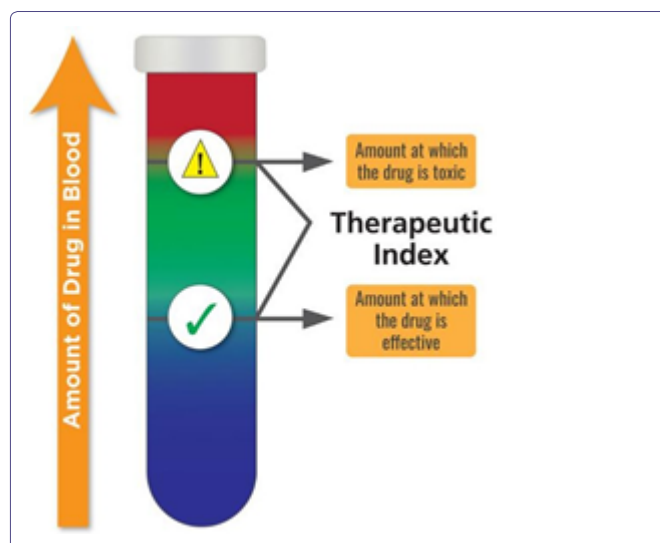 Amount of Drug in Blood
Amount at which
the drug is toxic
Therapeutic
Index
Amount at which
the drug is
effective